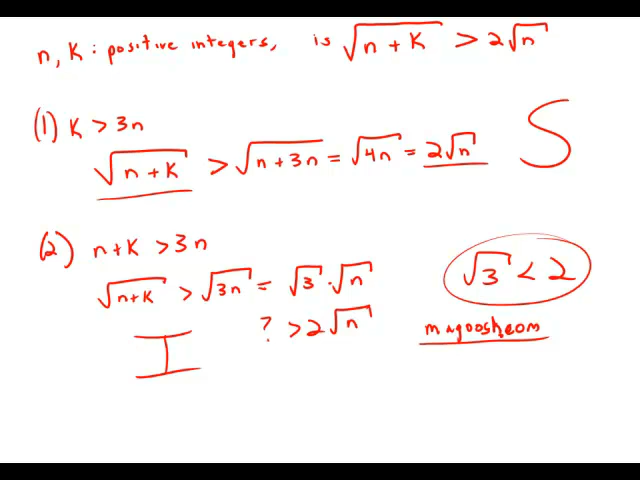 n, K : positive integers, is √(n + K) > 2√n
(1) K > 3n
√(n + K) > √(n + 3n) = √4n = 2√n
S
(2) n + K > 3n
√(n + K) > √3n = √3 · √n
√3 < 2
? > 2√n
magoosh.com
I